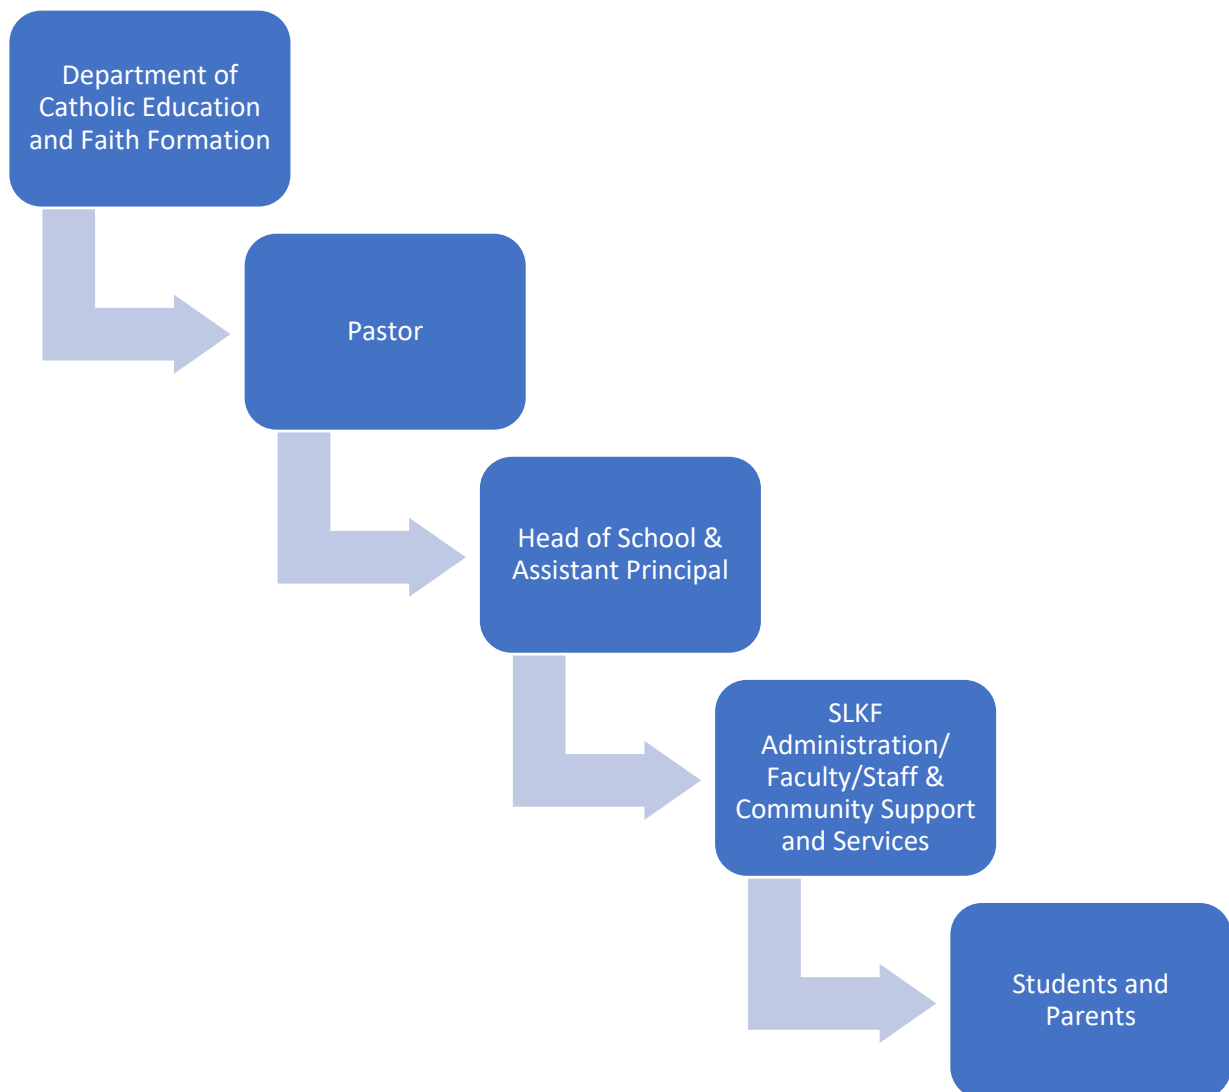 Department of
Catholic Education
and Faith Formation
Pastor
Head of School &
Assistant Principal
SLKF
Administration/
Faculty/Staff &
Community Support
and Services
Students and
Parents